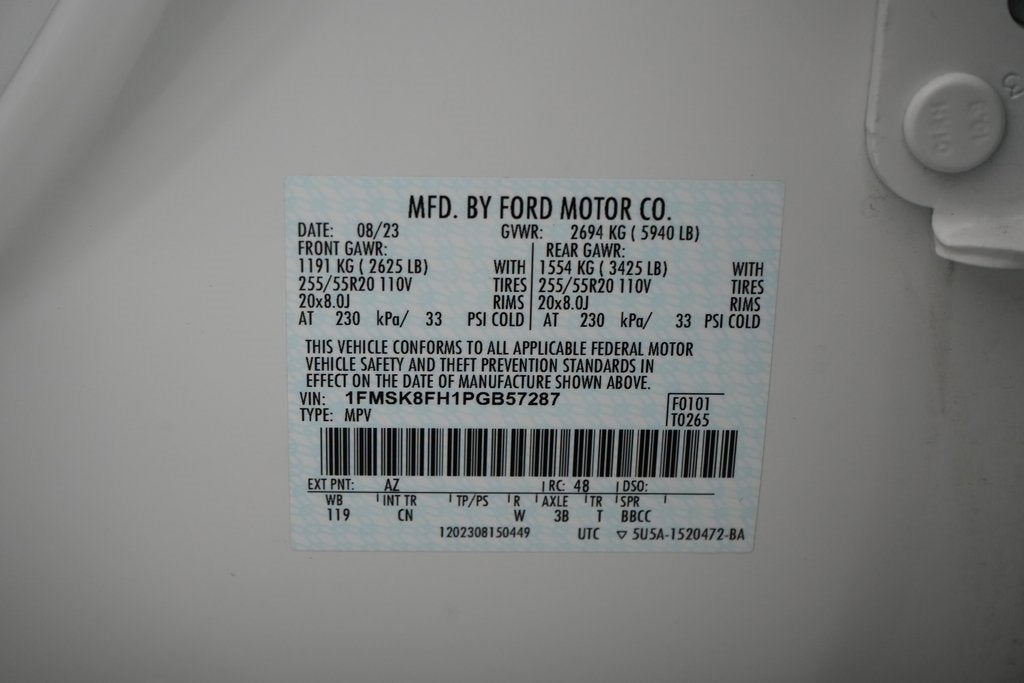 MFD. BY FORD MOTOR CO.
DATE: 08/23 GVWR: 2694 KG ( 5940 LB)
FRONT GAWR: REAR GAWR:
1191 KG ( 2625 LB) WITH 1554 KG ( 3425 LB) WITH
255/55R20 110V TIRES 255/55R20 110V TIRES
20x8.0J RIMS 20x8.0J RIMS
AT 230 kPa/ 33 PSI COLD AT 230 kPa/ 33 PSI COLD
THIS VEHICLE CONFORMS TO ALL APPLICABLE FEDERAL MOTOR
VEHICLE SAFETY AND THEFT PREVENTION STANDARDS IN
EFFECT ON THE DATE OF MANUFACTURE SHOWN ABOVE.
VIN: 1FMSK8FH1PGB57287 F0101
TYPE: MPV T0265
EXT PNT: AZ RC: 48 DSO:
WB INT TR TP/PS R AXLE TR SPR
119 CN W 3B T BBCC
1202308150449 UTC ▽ 5U5A-1520472-BA